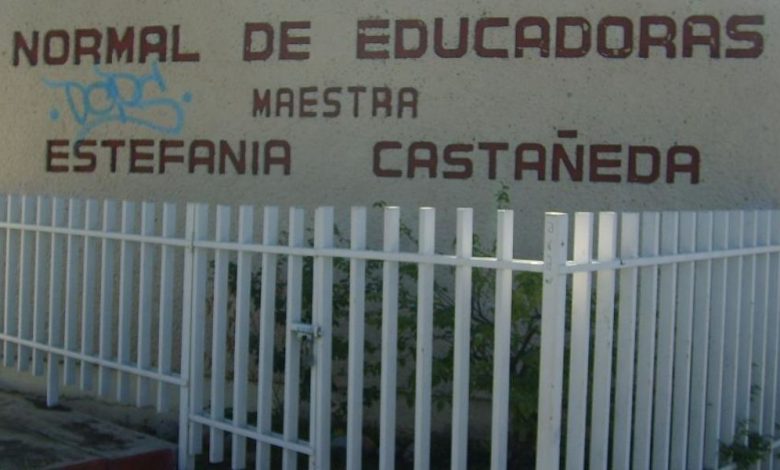 NORMAL DE EDUCADORAS
MAESTRA
ESTEFANIA CASTAÑEDA